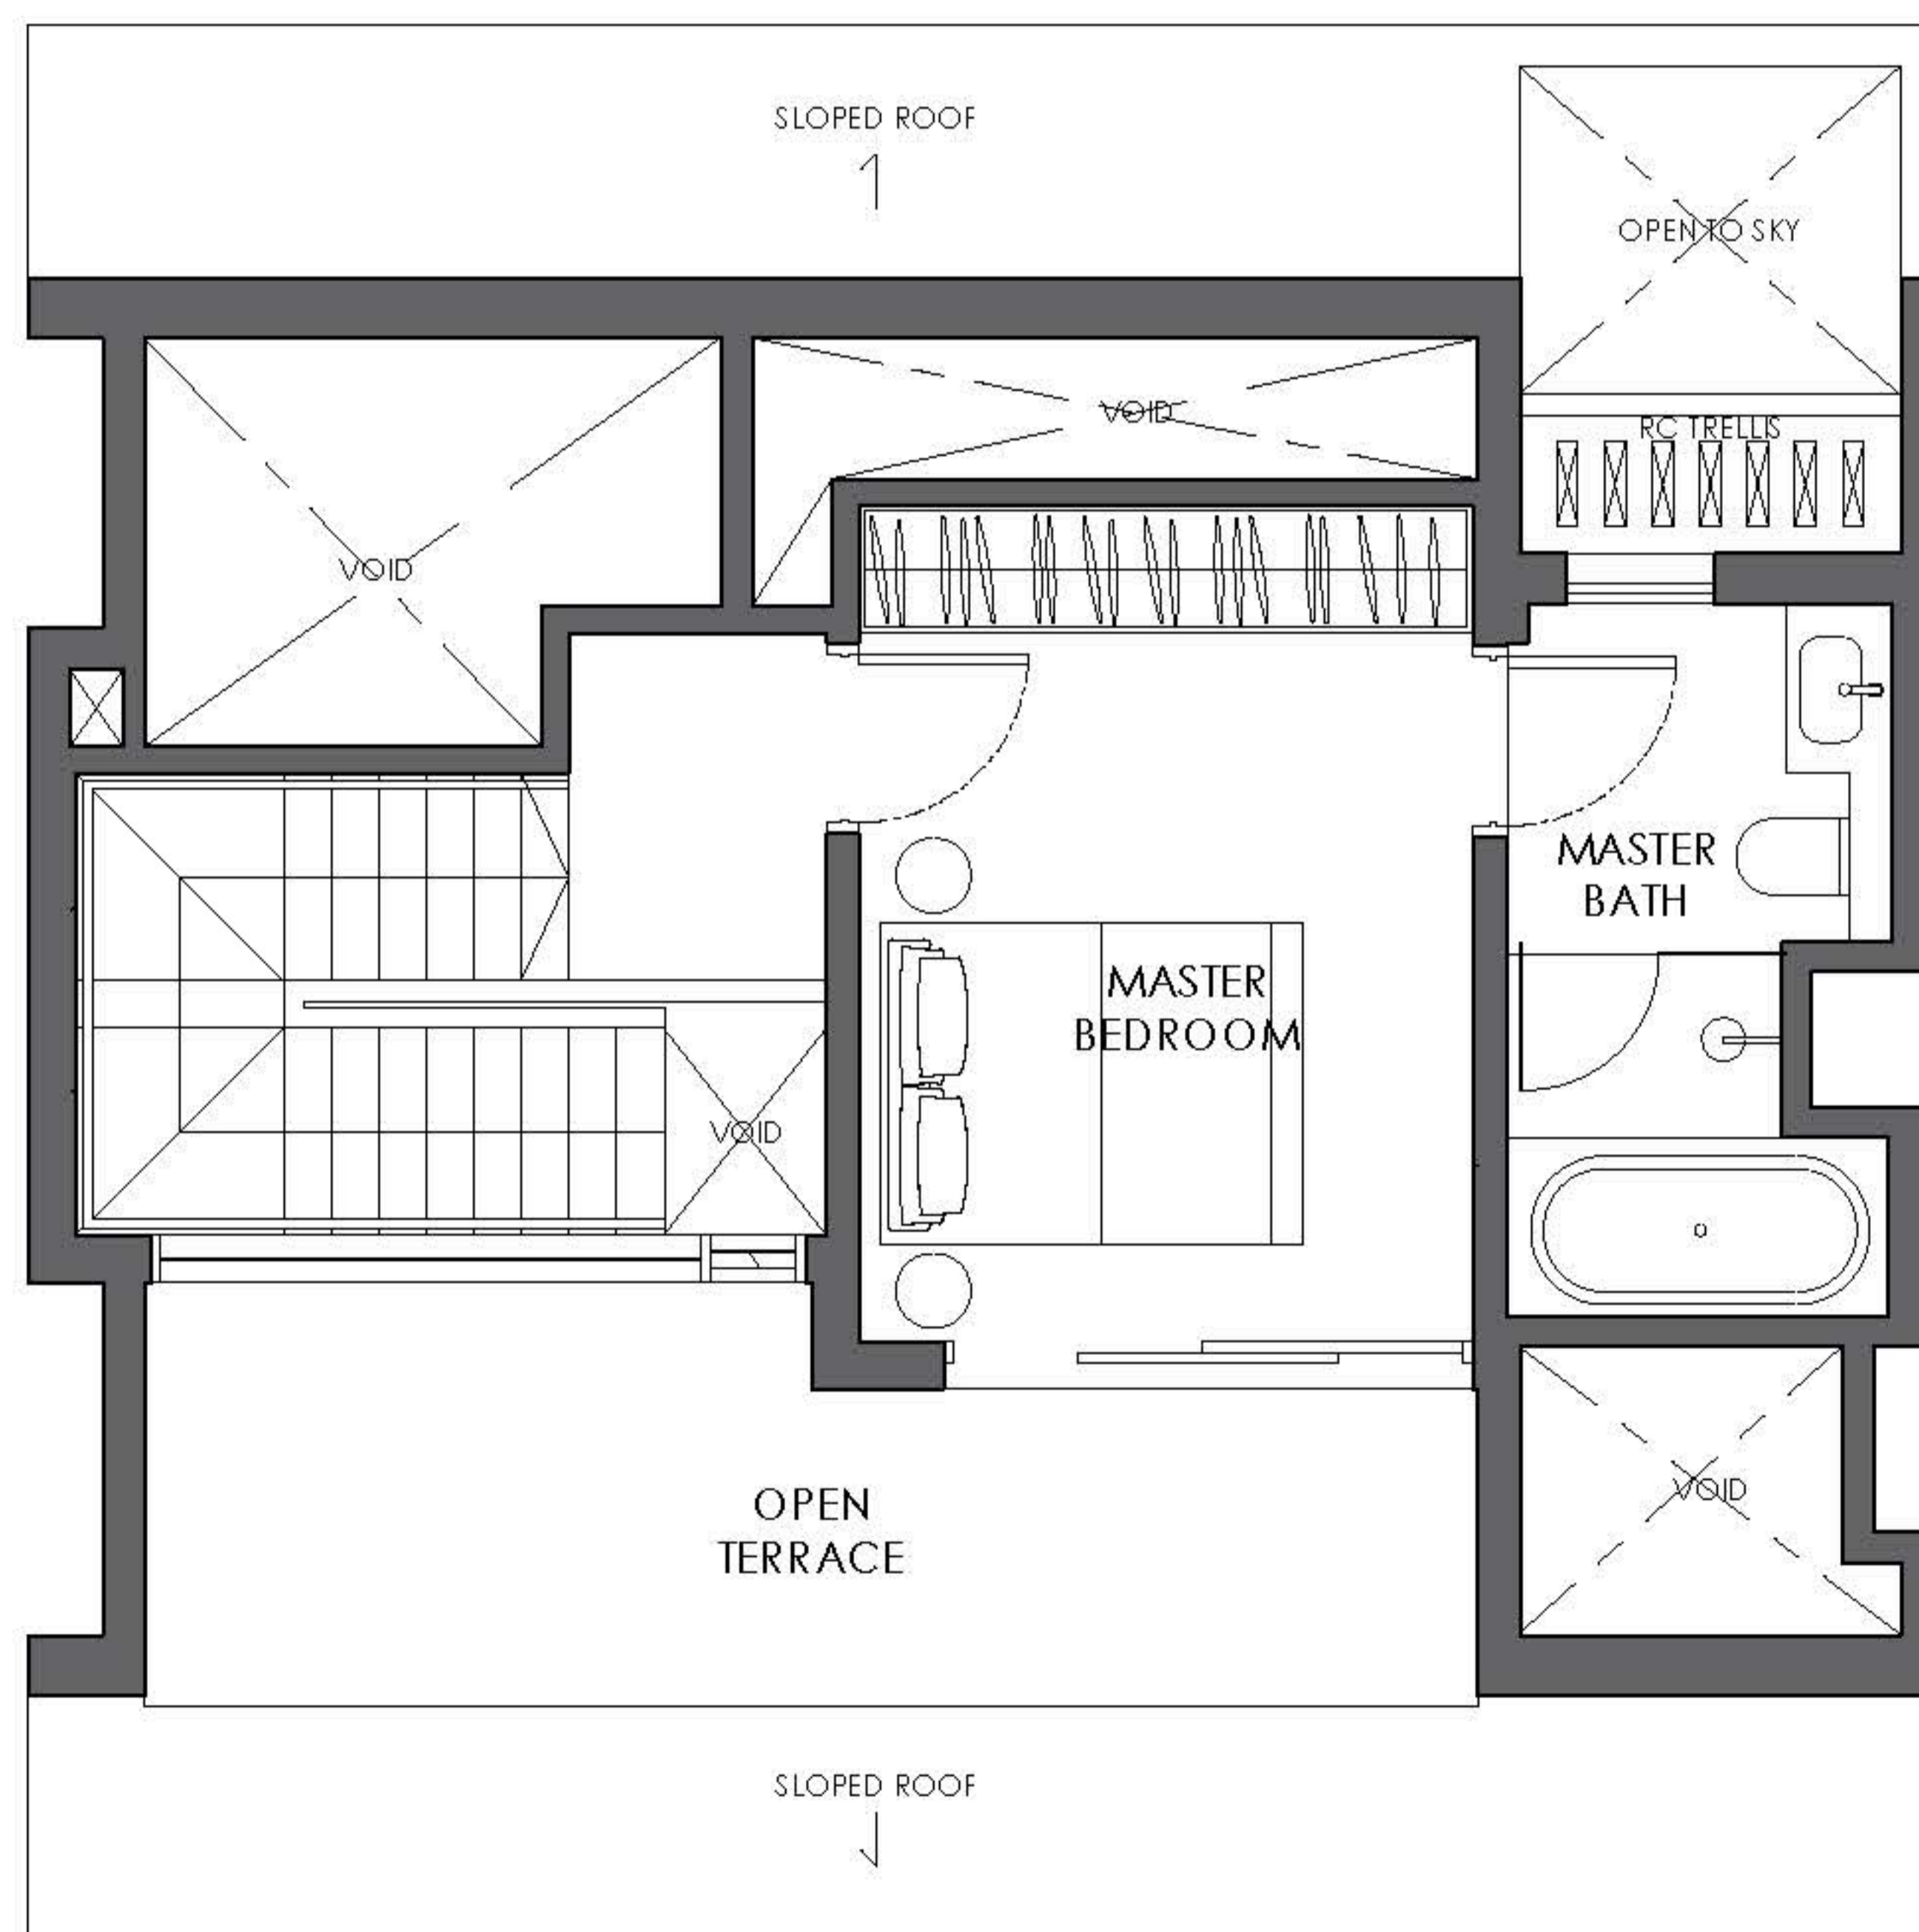 SLOPED ROOF
OPEN TO SKY
VOID
RC TRELLIS
VOID
MASTER
BATH
MASTER
BEDROOM
VOID
VOID
OPEN
TERRACE
SLOPED ROOF